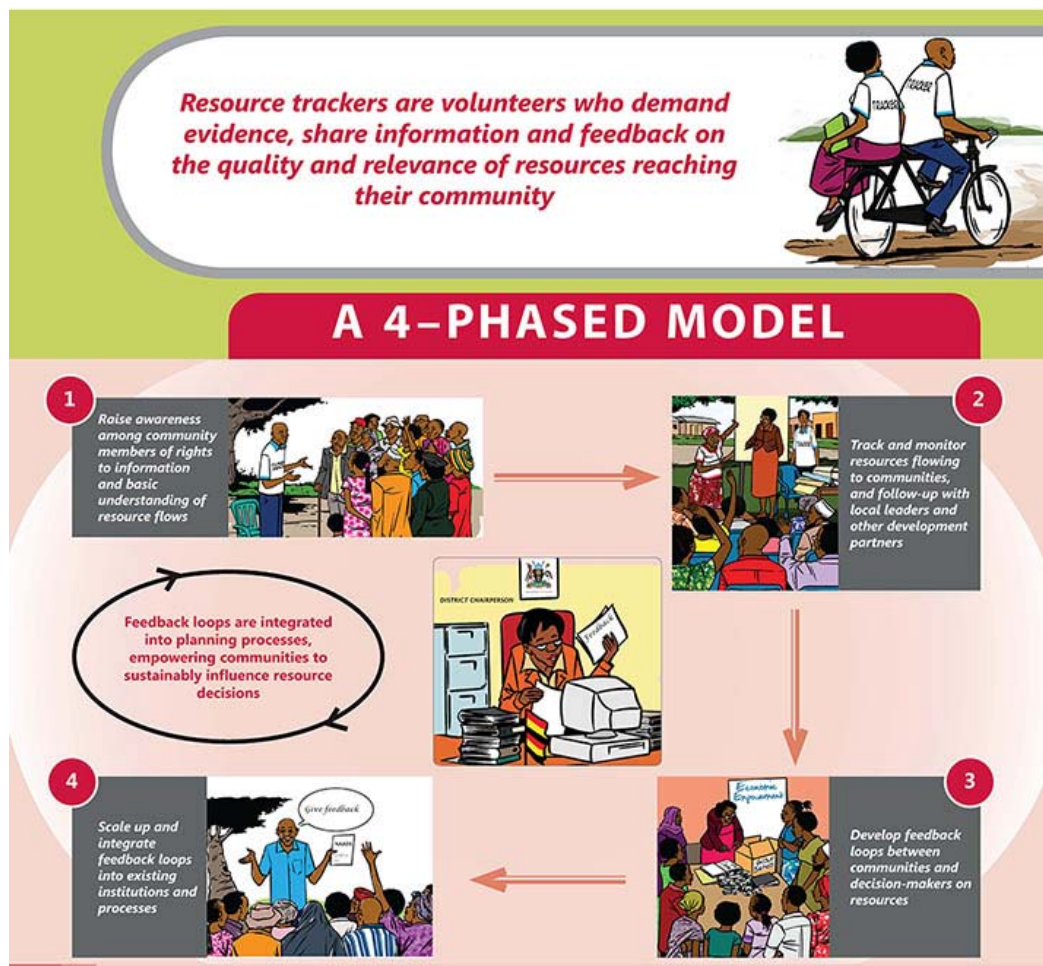 Resource trackers are volunteers who demand
evidence, share information and feedback on
the quality and relevance of resources reaching
their community
TRACKER
TRACKER
A 4–PHASED MODEL
1
Raise awareness
among community
members of rights
to information
and basic
understanding of
resource flows
2
Track and monitor
resources flowing
to communities,
and follow-up with
local leaders and
other development
partners
Feedback loops are integrated
into planning processes,
empowering communities to
sustainably influence resource
decisions
DISTRICT CHAIRPERSON
Feedback
4
Scale up and
integrate
feedback loops
into existing
institutions and
processes
Give feedback
NAADS
3
Economic
Empowerment
Develop feedback
loops between
communities and
decision-makers on
resources